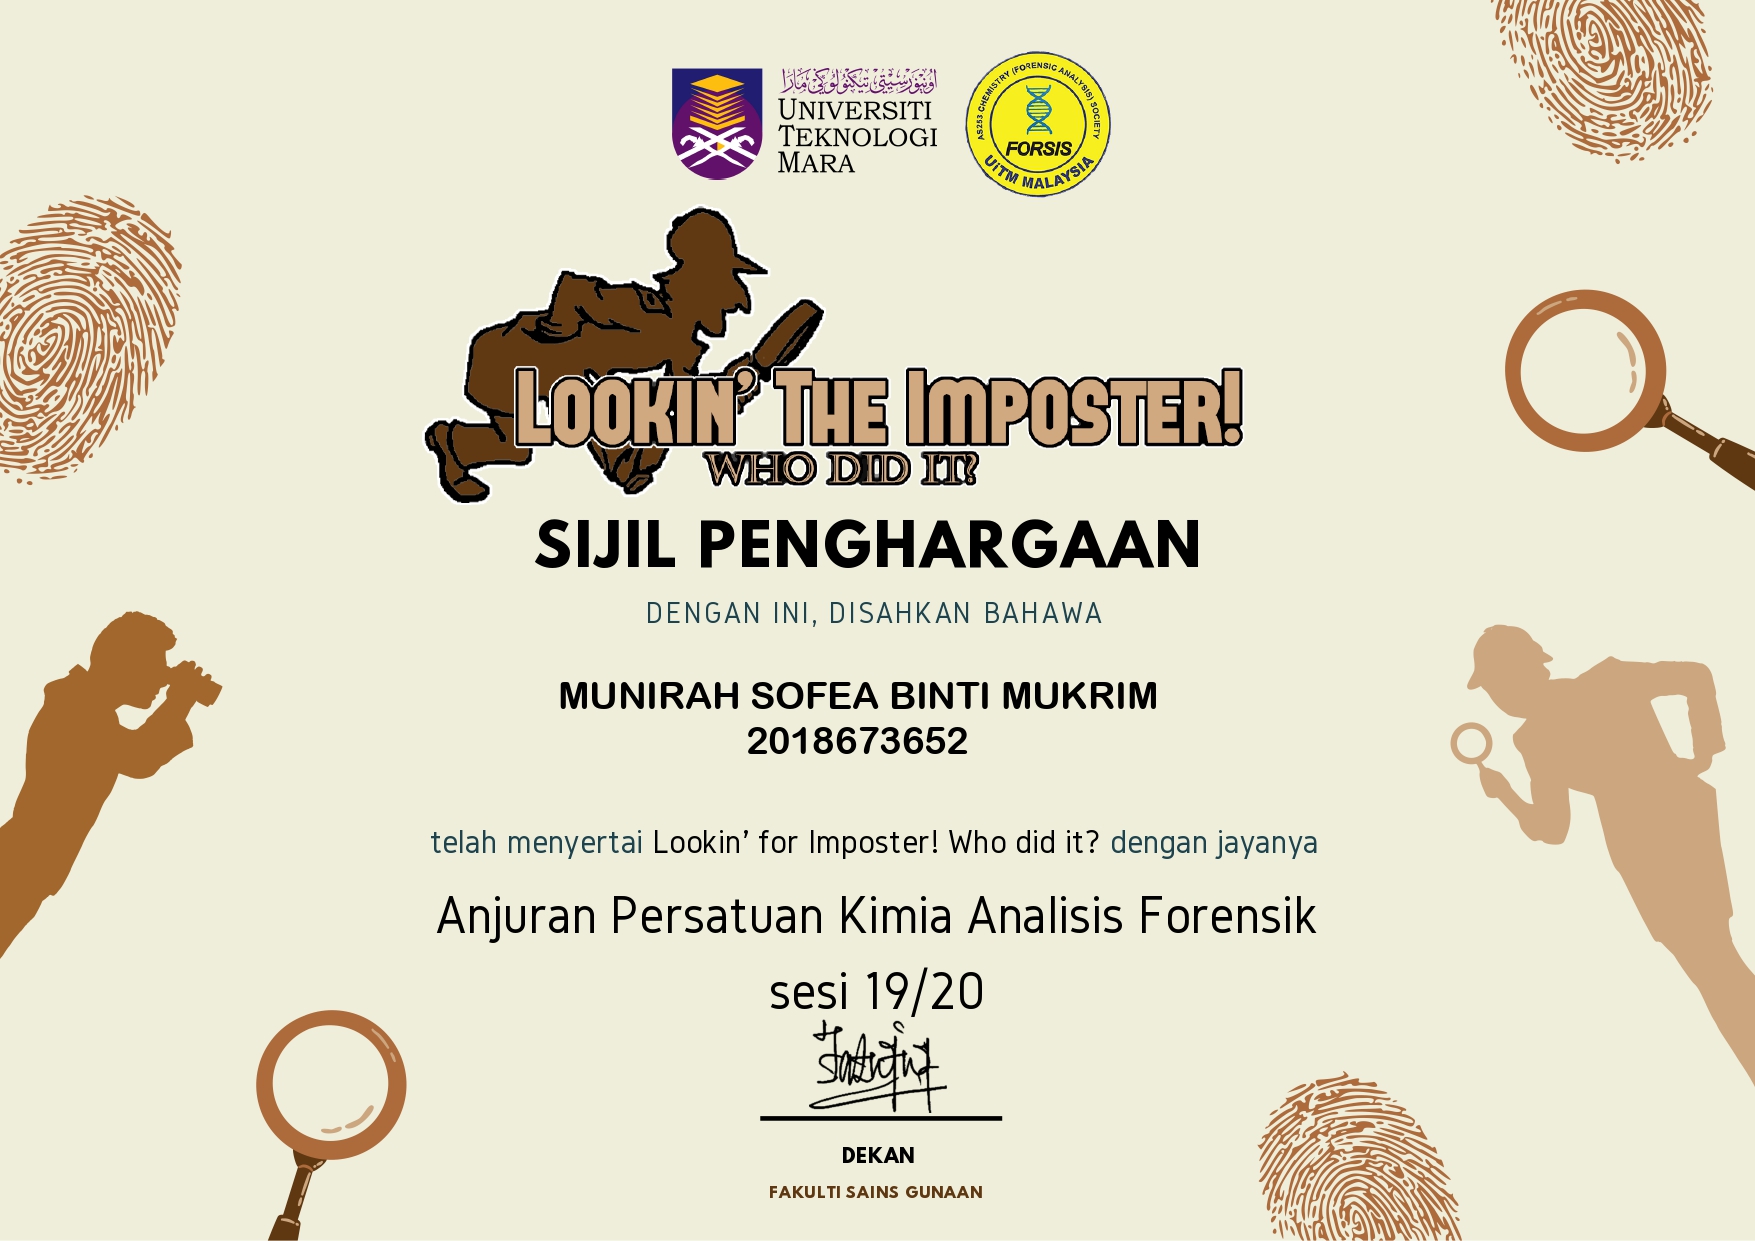 اونيۏرسيتي تيكنولوڬي مارا
UNIVERSITI
TEKNOLOGI
MARA
AS253 CHEMISTRY (FORENSIC ANALYSIS) SOCIETY
FORSIS
UiTM MALAYSIA
LOOKIN' THE IMPOSTER!
WHO DID IT?
SIJIL PENGHARGAAN
DENGAN INI, DISAHKAN BAHAWA
MUNIRAH SOFEA BINTI MUKRIM
2018673652
telah menyertai Lookin' for Imposter! Who did it? dengan jayanya
Anjuran Persatuan Kimia Analisis Forensik
sesi 19/20
DEKAN
FAKULTI SAINS GUNAAN